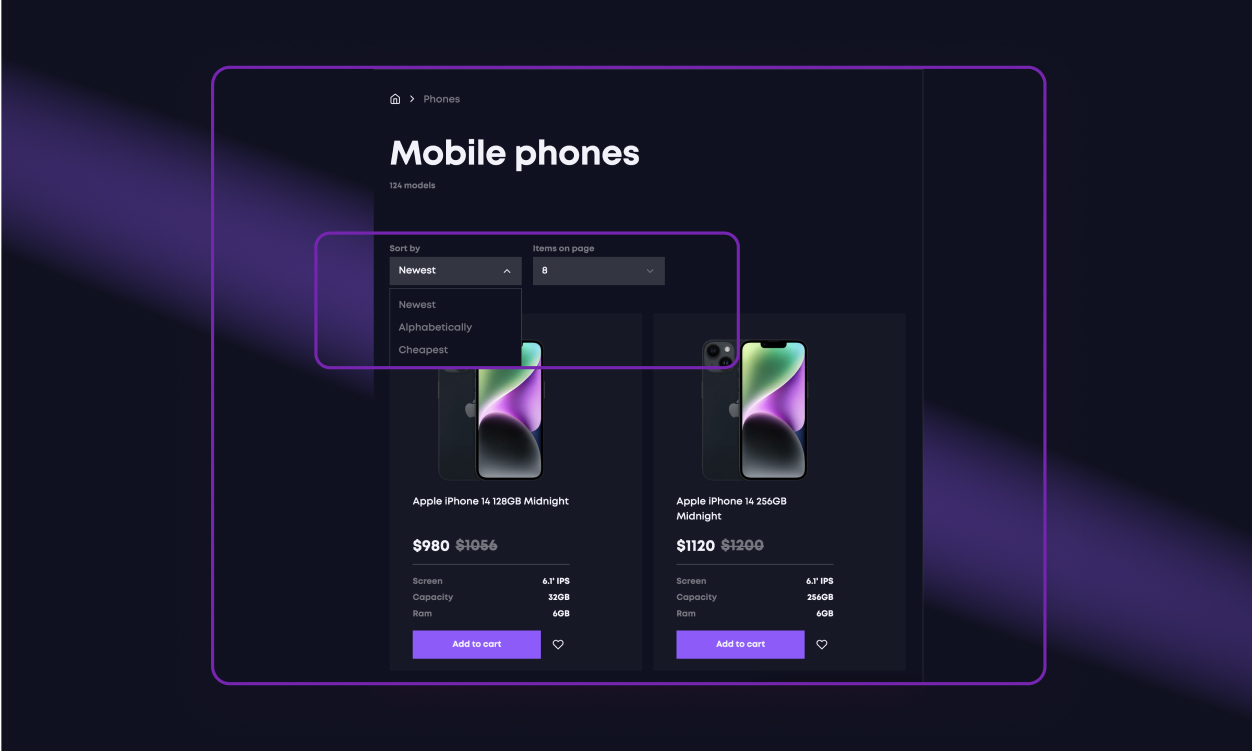 Phones
Mobile phones
124 models
Sort by
Items on page
Newest
8
Newest
Alphabetically
Cheapest
Apple iPhone 14 128GB Midnight
Apple iPhone 14 256GB
Midnight
$980 $1056
$1120 $1200
Screen 6.1' IPS
Capacity 32GB
Ram 6GB
Screen 6.1' IPS
Capacity 256GB
Ram 6GB
Add to cart
Add to cart